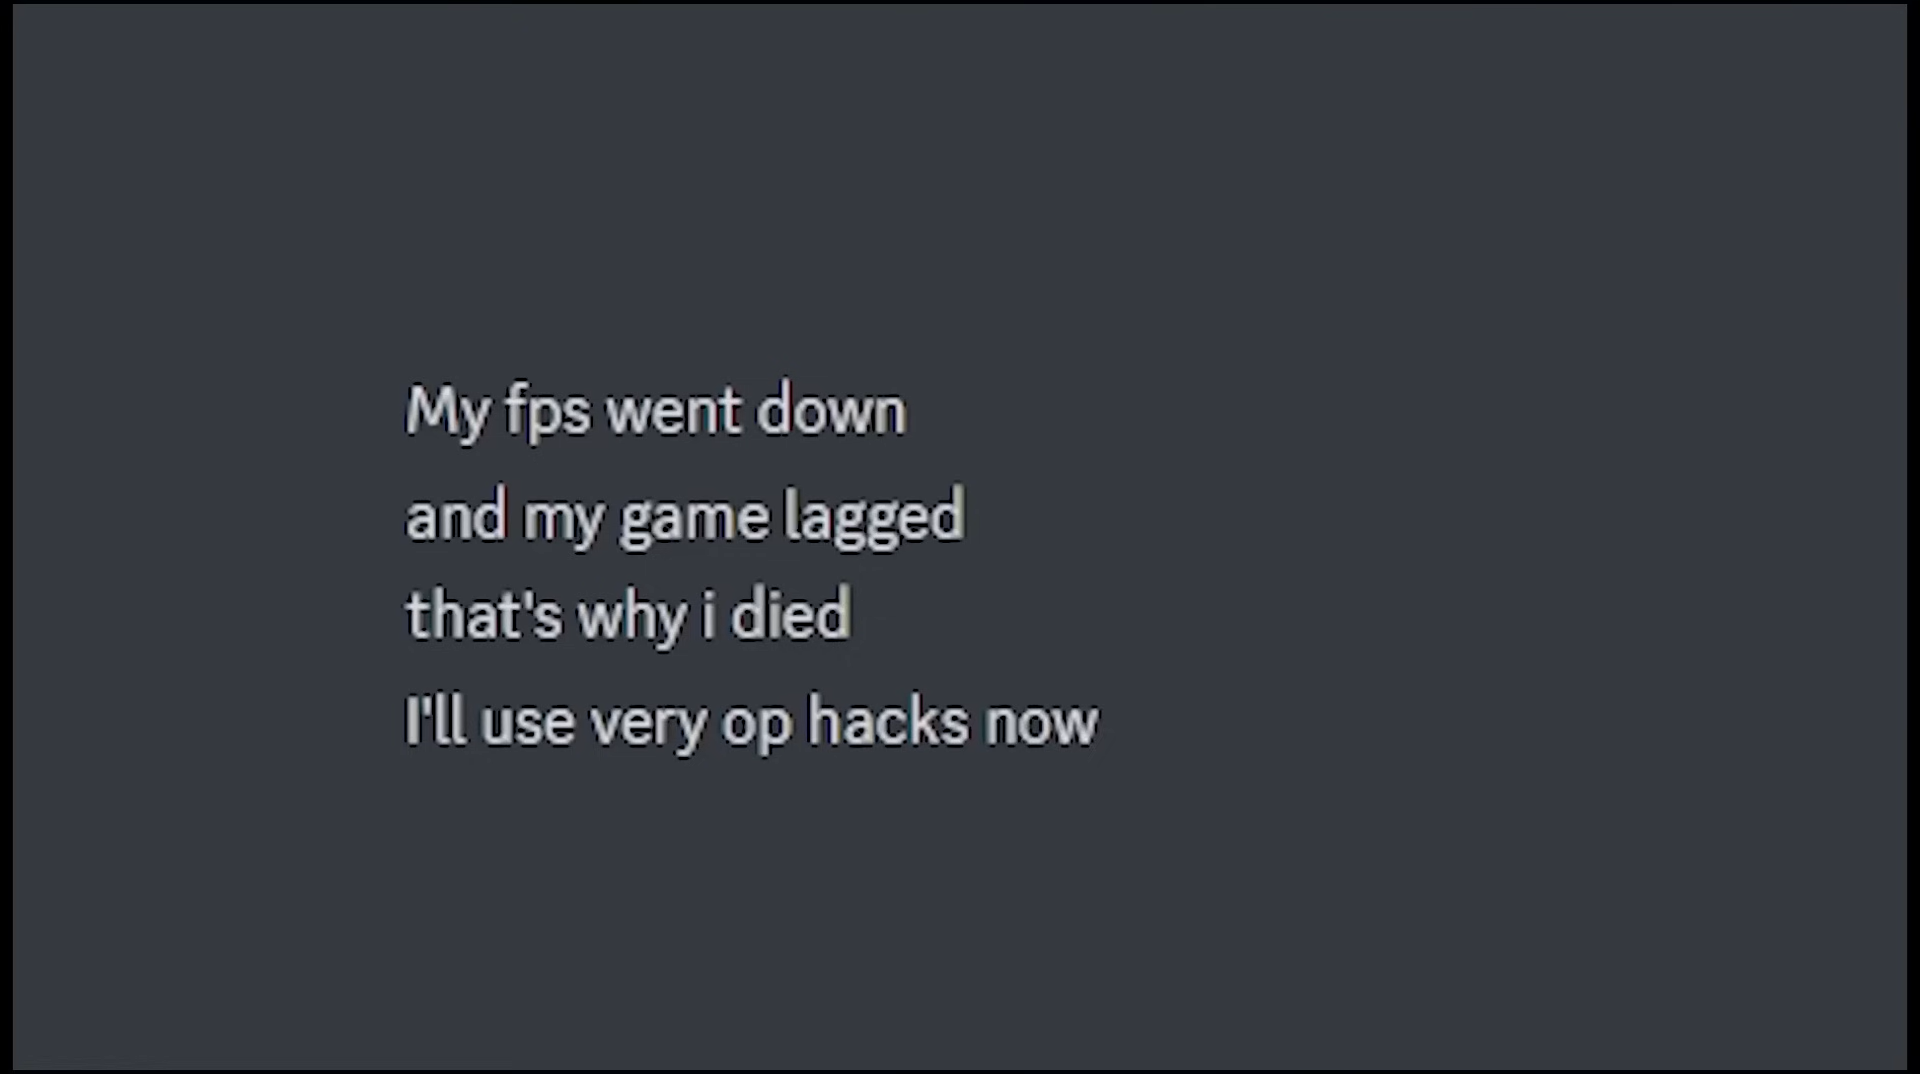 My fps went down
and my game lagged
that's why i died
I'll use very op hacks now